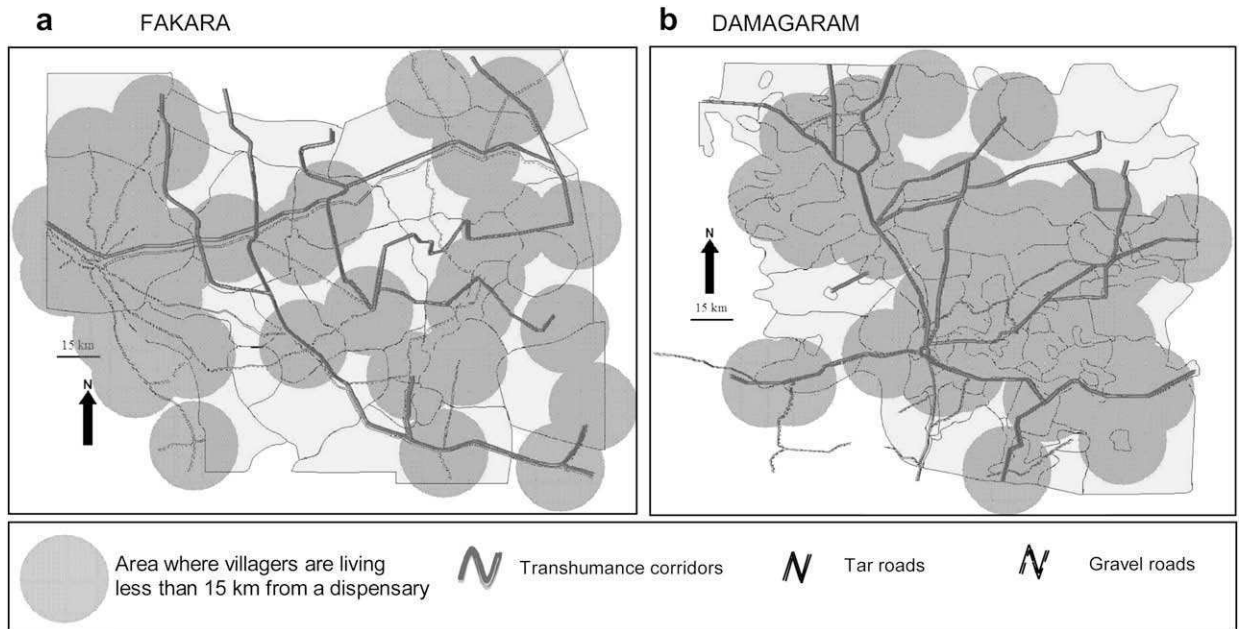 a FAKARA
b DAMAGARAM
N
15 km
15 km
N
Area where villagers are living
less than 15 km from a dispensary
Transhumance corridors
Tar roads
Gravel roads